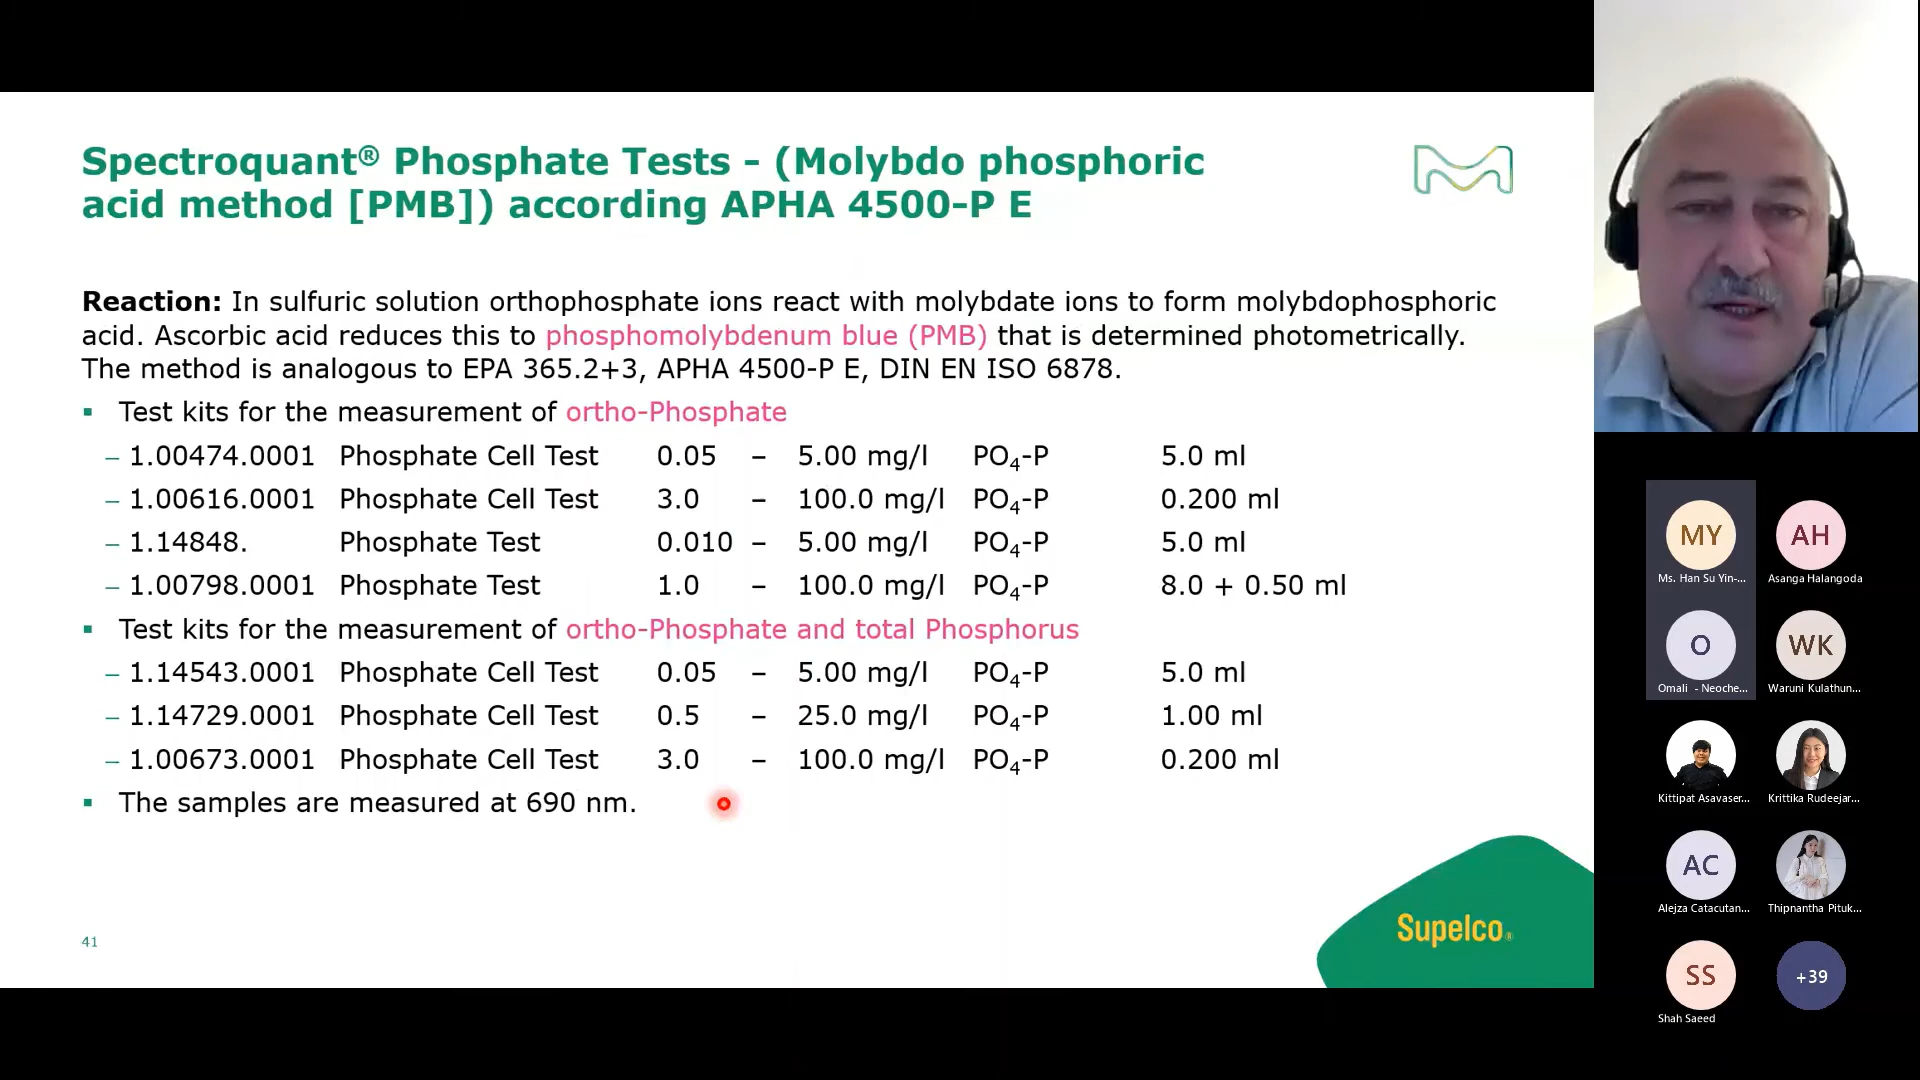 Spectroquant® Phosphate Tests - (Molybdo phosphoric
acid method [PMB]) according APHA 4500-P E
Reaction: In sulfuric solution orthophosphate ions react with molybdate ions to form molybdophosphoric
acid. Ascorbic acid reduces this to phosphomolybdenum blue (PMB) that is determined photometrically.
The method is analogous to EPA 365.2+3, APHA 4500-P E, DIN EN ISO 6878.
▪ Test kits for the measurement of ortho-Phosphate
– 1.00474.0001 Phosphate Cell Test 0.05 – 5.00 mg/l PO₄-P 5.0 ml
– 1.00616.0001 Phosphate Cell Test 3.0 – 100.0 mg/l PO₄-P 0.200 ml
– 1.14848. Phosphate Test 0.010 – 5.00 mg/l PO₄-P 5.0 ml
– 1.00798.0001 Phosphate Test 1.0 – 100.0 mg/l PO₄-P 8.0 + 0.50 ml
▪ Test kits for the measurement of ortho-Phosphate and total Phosphorus
– 1.14543.0001 Phosphate Cell Test 0.05 – 5.00 mg/l PO₄-P 5.0 ml
– 1.14729.0001 Phosphate Cell Test 0.5 – 25.0 mg/l PO₄-P 1.00 ml
– 1.00673.0001 Phosphate Cell Test 3.0 – 100.0 mg/l PO₄-P 0.200 ml
▪ The samples are measured at 690 nm.
41
Supelco®
MY AH
Ms. Han Su Yin-... Asanga Halangoda
O WK
Omali - Neoche... Waruni Kulathun...
Kittipat Asavaser... Krittika Rudeejar...
AC
Alejza Catacutan... Thipnantha Pituk...
SS +39
Shah Saeed